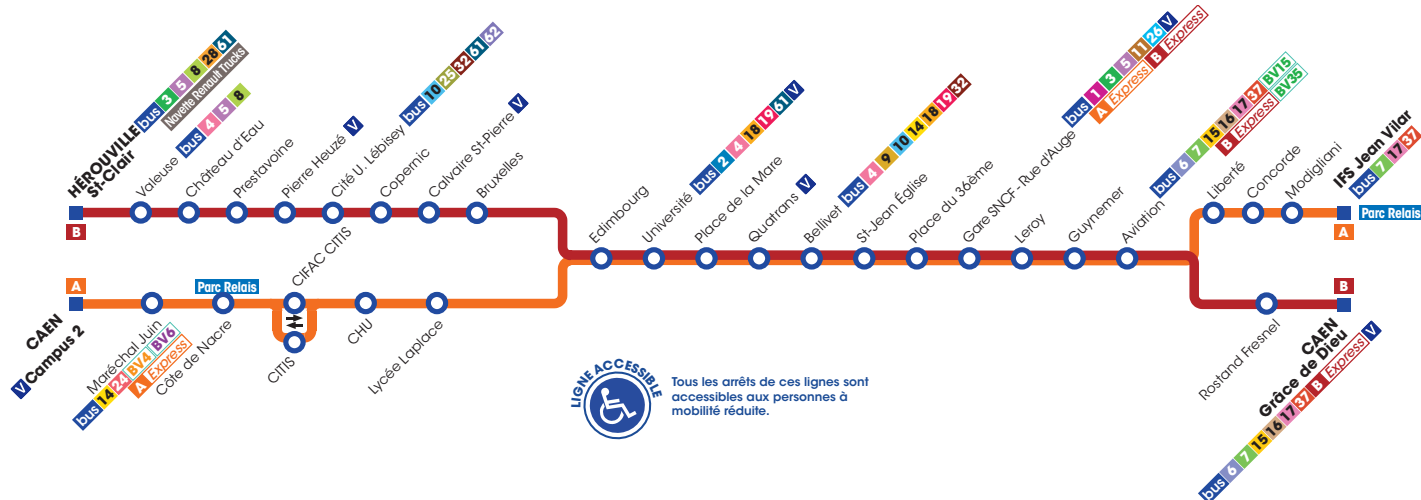 HÉROUVILLE
St-Clair
bus 3 5 8 28 61
Navette Renault Trucks
B
Valeuse
bus 4 5 8
Château d'Eau
Prestavoine
Pierre Heuzé V
Cité U. Lébisey
bus 10 25 32 61 62
Copernic
Calvaire St-Pierre V
Bruxelles
Edimbourg
Université
bus 2 4 18 19 61 V
Place de la Mare
Quatrans V
Bellivet
bus 4 9 10 14 18 19 32
St-Jean Église
Place du 36ème
Gare SNCF - Rue d'Auge
bus 1 3 5 11 26 V
A Express B Express
Leroy
Guynemer
Aviation
bus 6 7 15 16 17 37 BV15
B Express BV35
Liberté
Concorde
Modigliani
IFS Jean Vilar
bus 7 17 37
Parc Relais
A
A
CAEN
V Campus 2
Maréchal Juin
bus 14 24 BV4 BV6
A Express
Parc Relais
Côte de Nacre
CIFAC CITIS
CITIS
CHU
Lycée Laplace
Rostand Fresnel
B
CAEN
Grâce de Dieu
bus 6 7 15 16 17 37 B Express V
LIGNE ACCESSIBLE
Tous les arrêts de ces lignes sont
accessibles aux personnes à
mobilité réduite.